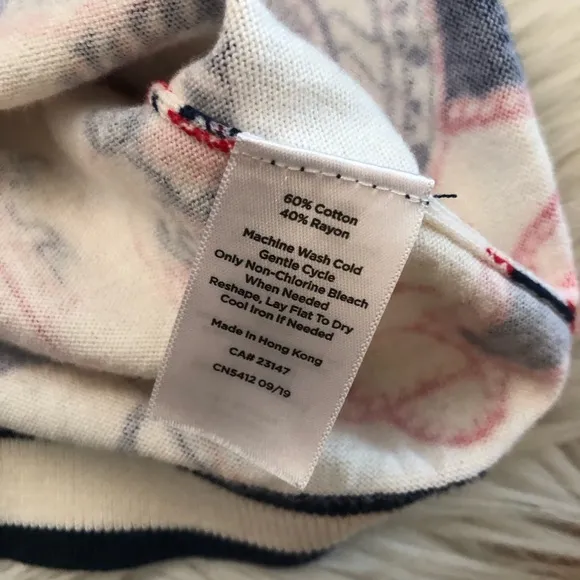 60% Cotton
40% Rayon
Machine Wash Cold
Gentle Cycle
Only Non-Chlorine Bleach
When Needed
Reshape, Lay Flat To Dry
Cool Iron If Needed
Made in Hong Kong
CA# 23147
CN5412 09/19